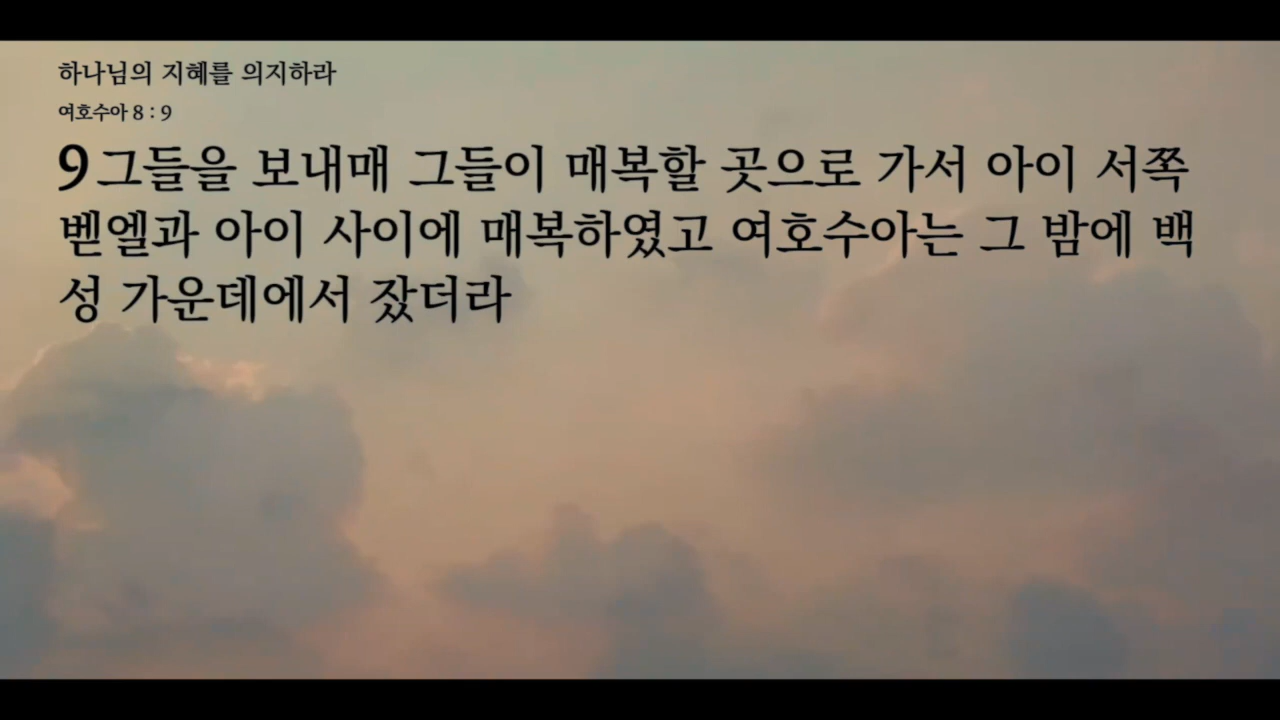 하나님의 지혜를 의지하라
여호수아 8 : 9
9 그들을 보내매 그들이 매복할 곳으로 가서 아이 서쪽
벧엘과 아이 사이에 매복하였고 여호수아는 그 밤에 백
성 가운데에서 잤더라